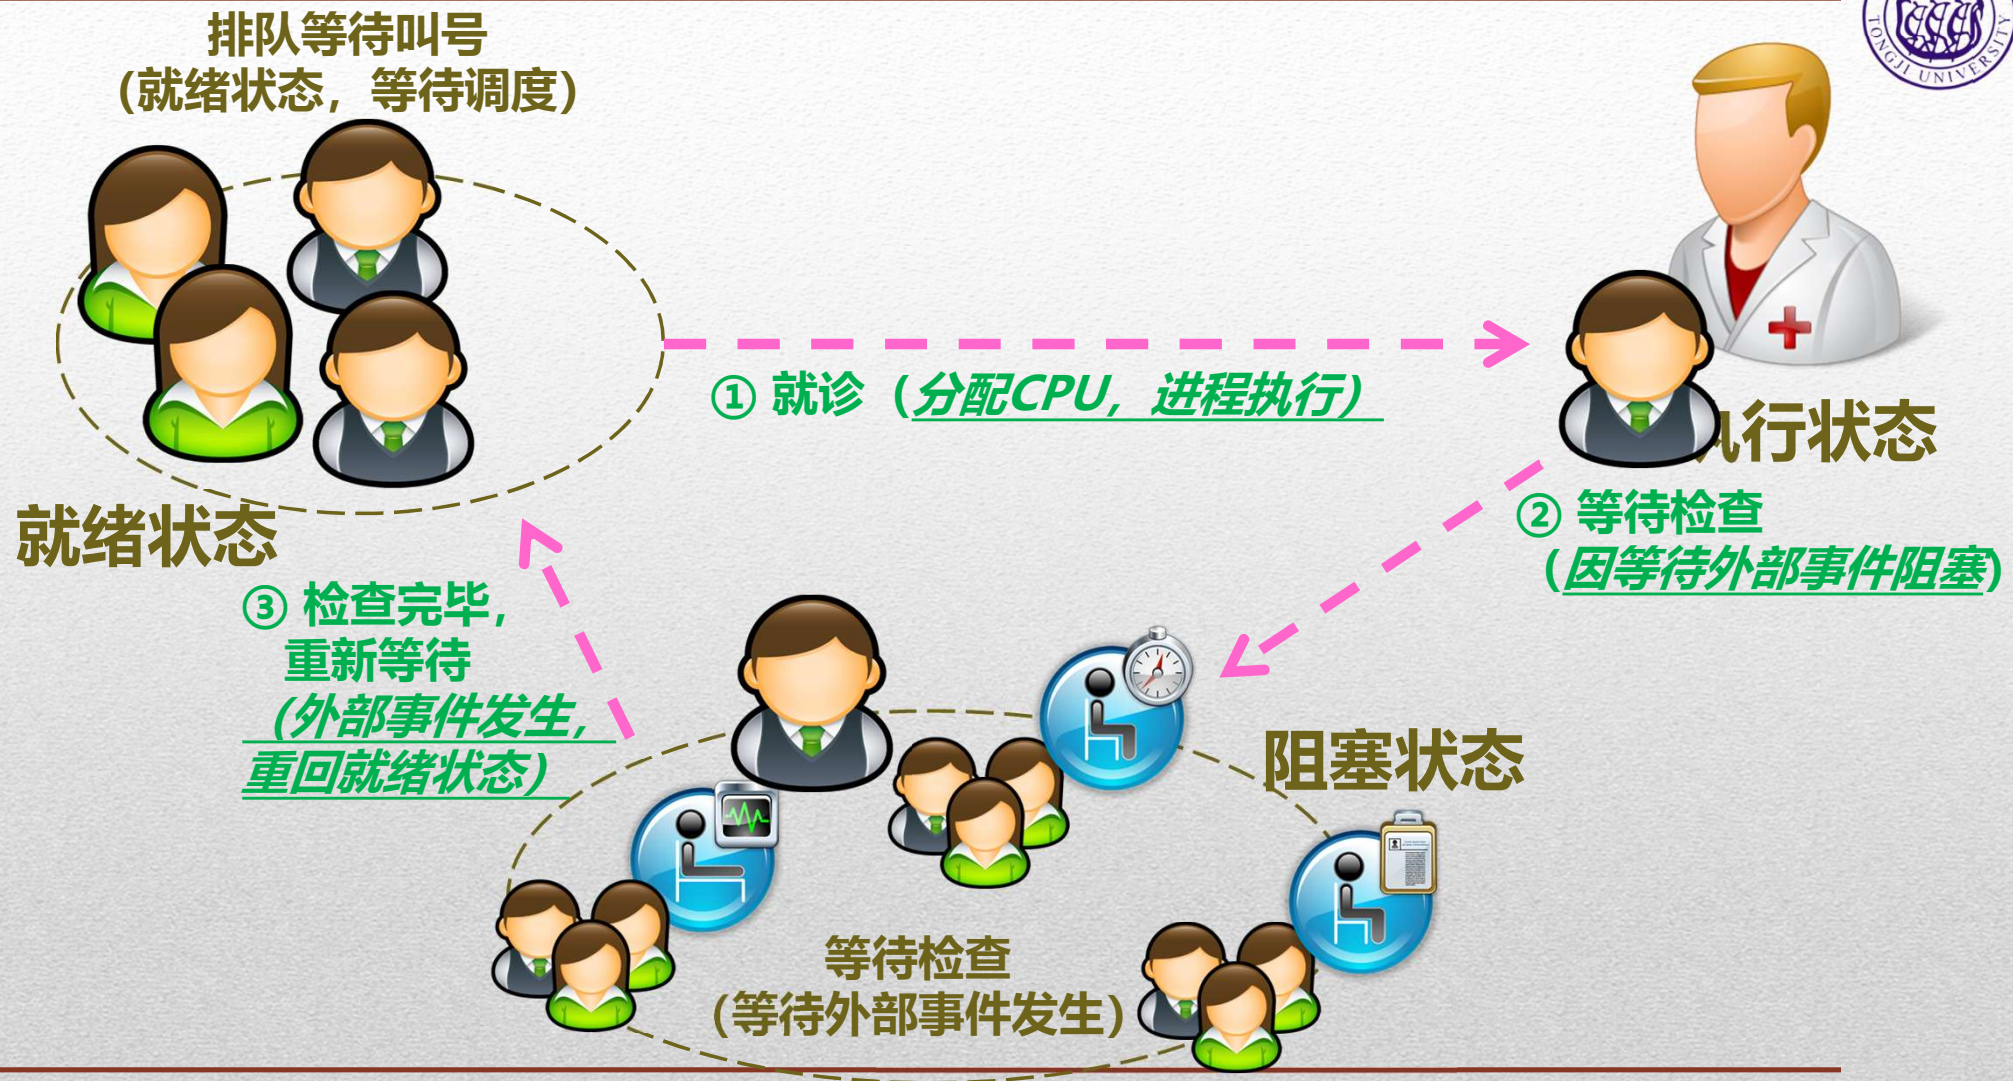 排队等待叫号
（就绪状态，等待调度）
TONGJI UNIVERSITY
① 就诊（分配CPU，进程执行）
执行状态
② 等待检查
（因等待外部事件阻塞）
就绪状态
③ 检查完毕，
重新等待
（外部事件发生，
重回就绪状态）
阻塞状态
等待检查
（等待外部事件发生）